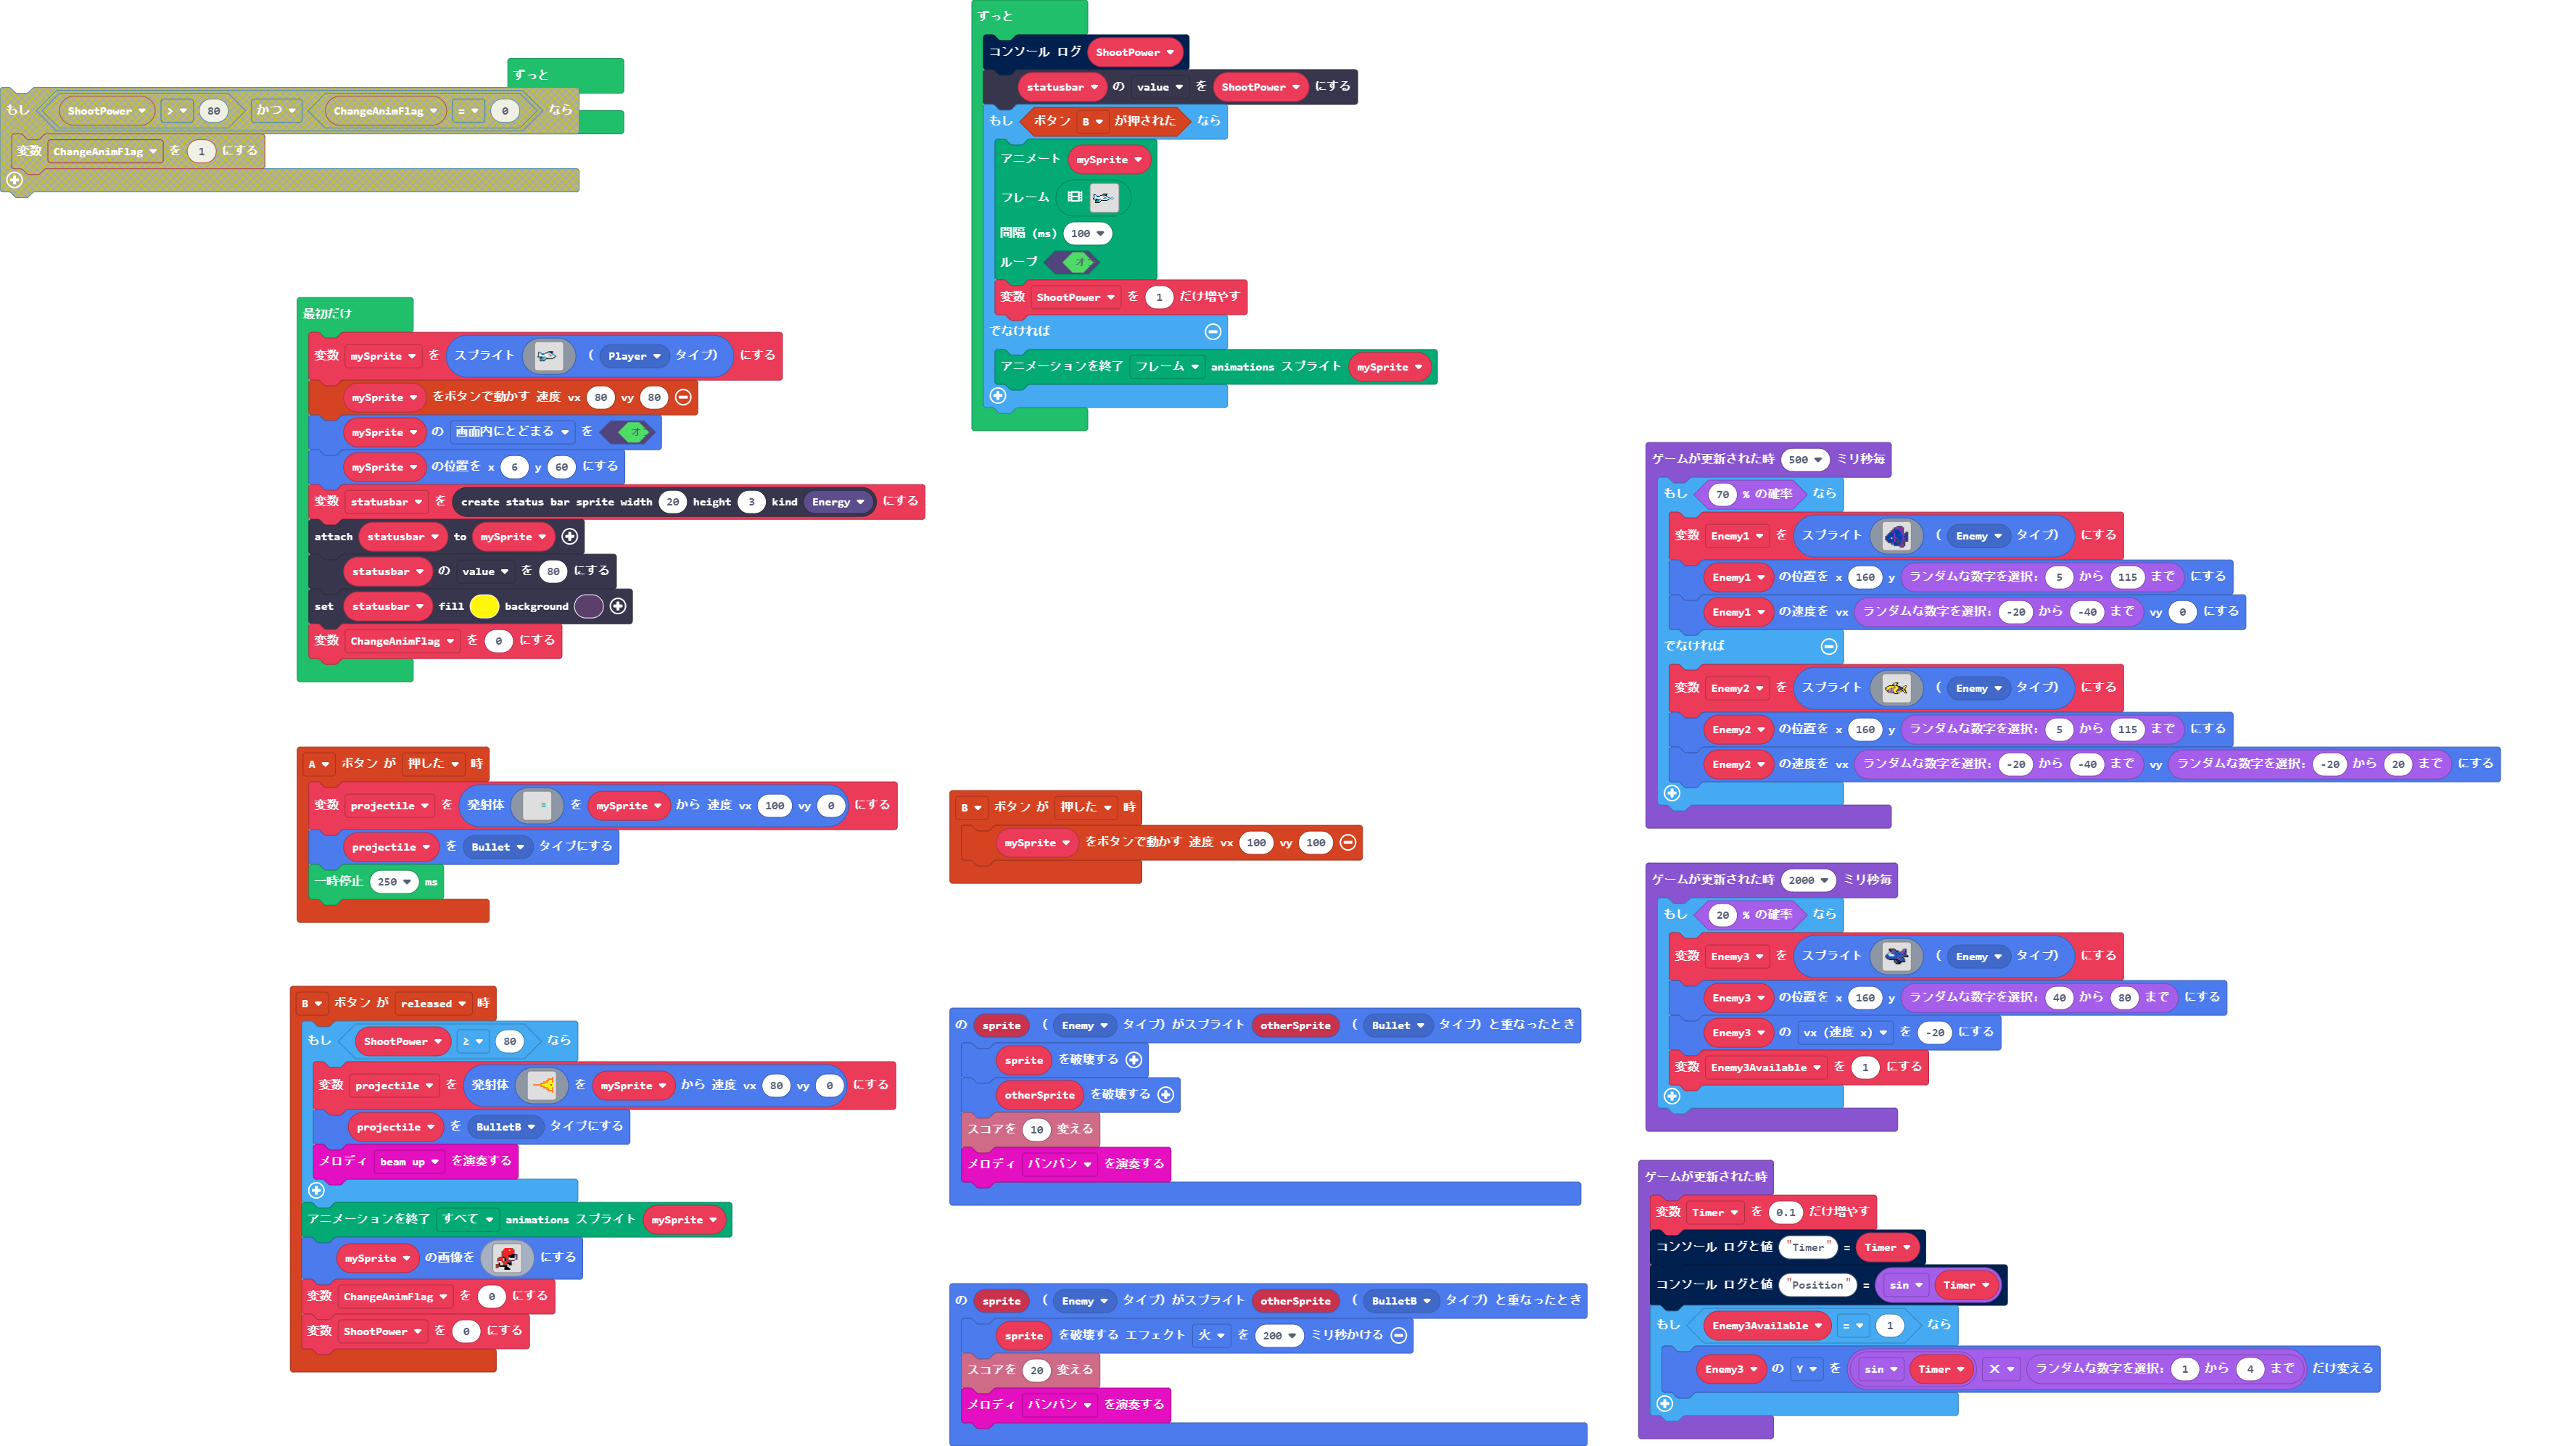 ずっと
もし ShootPower > 80 かつ ChangeAnimFlag = 0 なら
変数 ChangeAnimFlag を 1 にする
最初だけ
変数 mySprite を スプライト ( Player タイプ) にする
mySprite をボタンで動かす 速度 vx 80 vy 80
mySprite の 画面内にとどまる を オ
mySprite の位置を x 6 y 60 にする
変数 statusbar を create status bar sprite width 20 height 3 kind Energy にする
attach statusbar to mySprite
statusbar の value を 80 にする
set statusbar fill background
変数 ChangeAnimFlag を 0 にする
A ボタン が 押した 時
変数 projectile を 発射体 を mySprite から 速度 vx 100 vy 0 にする
projectile を Bullet タイプにする
一時停止 250 ms
B ボタン が released 時
もし ShootPower ≥ 80 なら
変数 projectile を 発射体 を mySprite から 速度 vx 80 vy 0 にする
projectile を BulletB タイプにする
メロディ beam up を演奏する
アニメーションを終了 すべて animations スプライト mySprite
mySprite の画像を にする
変数 ChangeAnimFlag を 0 にする
変数 ShootPower を 0 にする
ずっと
コンソール ログ ShootPower
statusbar の value を ShootPower にする
もし ボタン B が押された なら
アニメート mySprite
フレーム
間隔 (ms) 100
ループ オ
変数 ShootPower を 1 だけ増やす
でなければ
アニメーションを終了 フレーム animations スプライト mySprite
B ボタン が 押した 時
mySprite をボタンで動かす 速度 vx 100 vy 100
の sprite ( Enemy タイプ) がスプライト otherSprite ( Bullet タイプ) と重なったとき
sprite を破壊する
otherSprite を破壊する
スコアを 10 変える
メロディ バンバン を演奏する
の sprite ( Enemy タイプ) がスプライト otherSprite ( BulletB タイプ) と重なったとき
sprite を破壊する エフェクト 火 を 200 ミリ秒かける
スコアを 20 変える
メロディ バンバン を演奏する
ゲームが更新された時 500 ミリ秒毎
もし 70 % の確率 なら
変数 Enemy1 を スプライト ( Enemy タイプ) にする
Enemy1 の位置を x 160 y ランダムな数字を選択: 5 から 115 まで にする
Enemy1 の速度を vx ランダムな数字を選択: -20 から -40 まで vy 0 にする
でなければ
変数 Enemy2 を スプライト ( Enemy タイプ) にする
Enemy2 の位置を x 160 y ランダムな数字を選択: 5 から 115 まで にする
Enemy2 の速度を vx ランダムな数字を選択: -20 から -40 まで vy ランダムな数字を選択: -20 から 20 まで にする
ゲームが更新された時 2000 ミリ秒毎
もし 20 % の確率 なら
変数 Enemy3 を スプライト ( Enemy タイプ) にする
Enemy3 の位置を x 160 y ランダムな数字を選択: 40 から 80 まで にする
Enemy3 の vx (速度 x) を -20 にする
変数 Enemy3Available を 1 にする
ゲームが更新された時
変数 Timer を 0.1 だけ増やす
コンソール ログと値 "Timer" = Timer
コンソール ログと値 "Position" = sin Timer
もし Enemy3Available = 1 なら
Enemy3 の Y を sin Timer × ランダムな数字を選択: 1 から 4 まで だけ変える